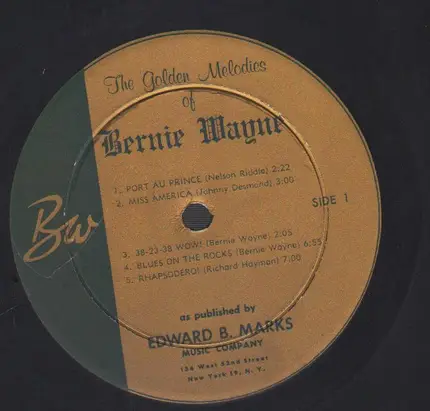 The Golden Melodies
of
Bernie Wayne
1. PORT AU PRINCE (Nelson Riddle) 2:22
2. MISS AMERICA (Johnny Desmond) 3:00
SIDE 1
Bw
3. 38-23-38 WOW! (Bernie Wayne) 2:05
4. BLUES ON THE ROCKS (Bernie Wayne) 6:55
5. RHAPSODERO! (Richard Hayman) 7:00
as published by
EDWARD B. MARKS
MUSIC COMPANY
136 West 52nd Street
New York 19, N. Y.